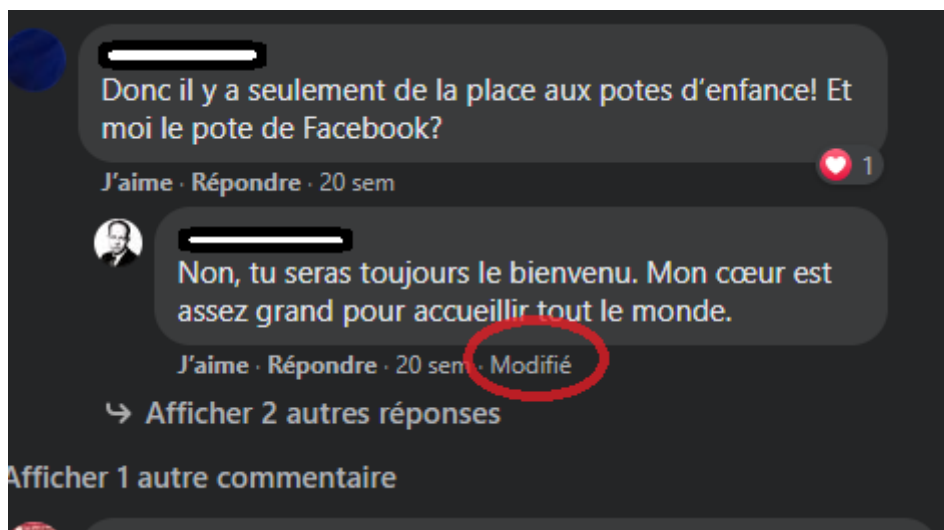 Donc il y a seulement de la place aux potes d’enfance! Et
moi le pote de Facebook?
1
J’aime · Répondre · 20 sem
Non, tu seras toujours le bienvenu. Mon cœur est
assez grand pour accueillir tout le monde.
J’aime · Répondre · 20 sem · Modifié
Afficher 2 autres réponses
Afficher 1 autre commentaire